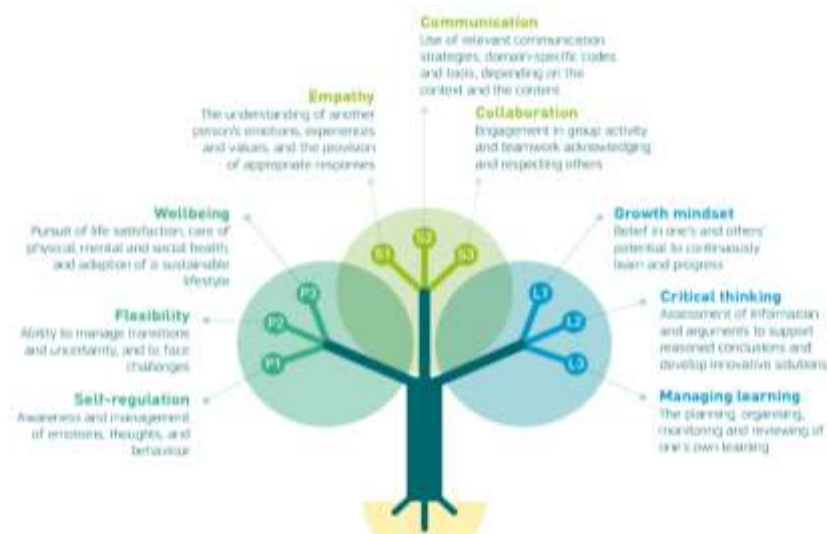 Communication
Use of relevant communication
strategies, domain-specific codes
and tools, depending on the
context and the content
Empathy
The understanding of another
person's emotions, experiences
and values, and the provision
of appropriate responses
Collaboration
Engagement in group activity
and teamwork acknowledging
and respecting others
Wellbeing
Pursuit of life satisfaction, care of
physical, mental and social health,
and adoption of a sustainable
lifestyle
Growth mindset
Belief in one's and others'
potential to continuously
learn and progress
Flexibility
Ability to manage transitions
and uncertainty, and to face
challenges
Critical thinking
Assessment of information
and arguments to support
reasoned conclusions and
develop innovative solutions
Self-regulation
Awareness and management
of emotions, thoughts, and
behaviour
Managing learning
The planning, organising,
monitoring and reviewing of
one's own learning
S1
S2
S3
P3
P2
P1
L1
L2
L3